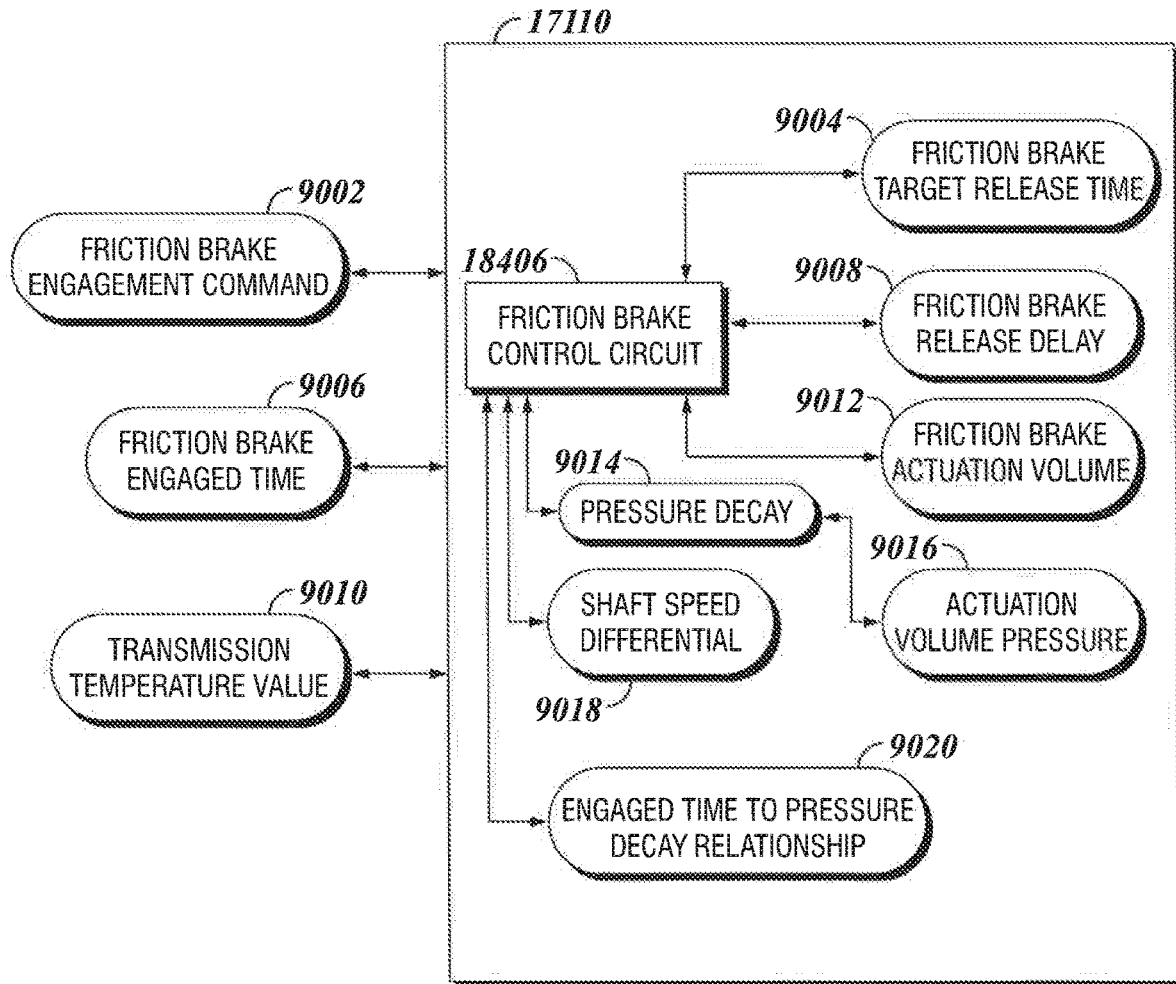 17110
9004
FRICTION BRAKE
TARGET RELEASE TIME
9002
FRICTION BRAKE
ENGAGEMENT COMMAND
18406
FRICTION BRAKE
CONTROL CIRCUIT
9008
FRICTION BRAKE
RELEASE DELAY
9006
FRICTION BRAKE
ENGAGED TIME
9012
FRICTION BRAKE
ACTUATION VOLUME
9014
PRESSURE DECAY
9016
ACTUATION
VOLUME PRESSURE
9010
TRANSMISSION
TEMPERATURE VALUE
SHAFT SPEED
DIFFERENTIAL
9018
9020
ENGAGED TIME TO PRESSURE
DECAY RELATIONSHIP